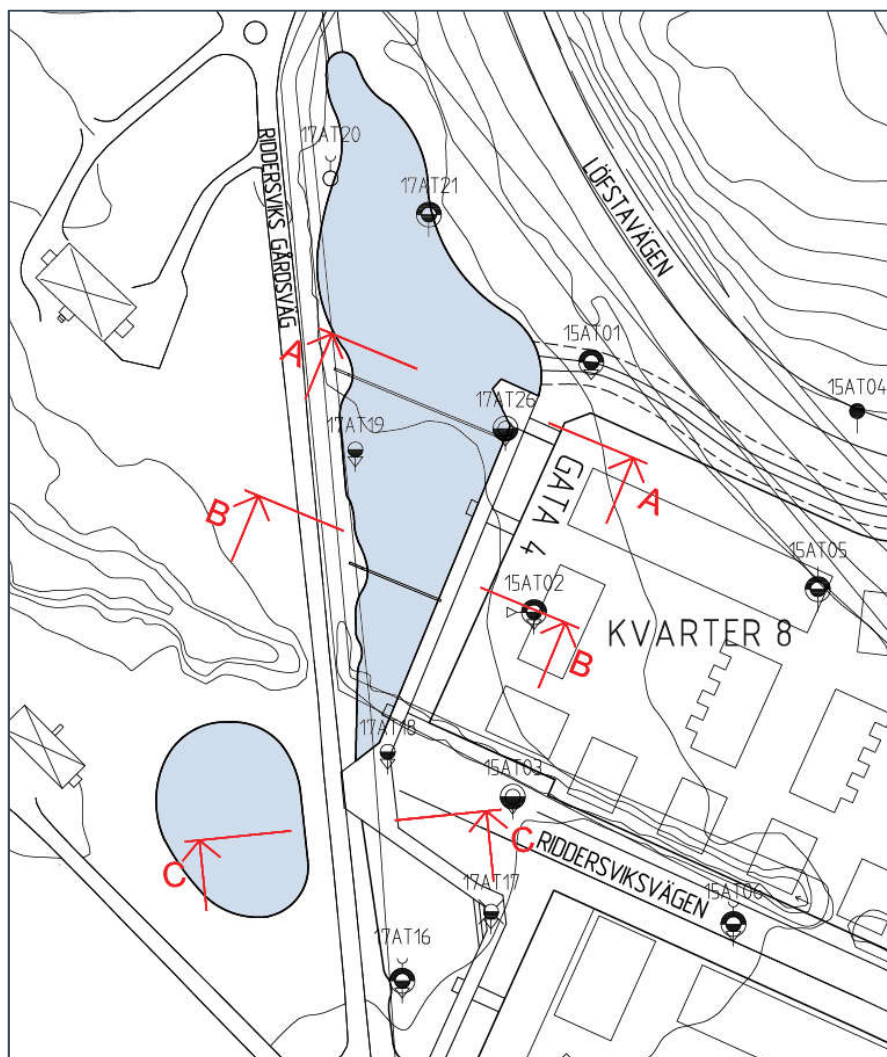 17AT20
17AT21
RIDDERSVIKS GÅRDSVÄG
LÖFSTAVÄGEN
A
15AT01
15AT04
17AT26
17AT19
GATA 4
A
B
15AT05
15AT02
KVARTER 8
B
17AT18
15AT03
C
RIDDERSVIKSVÄGEN
C
17AT17
15AT06
17AT16